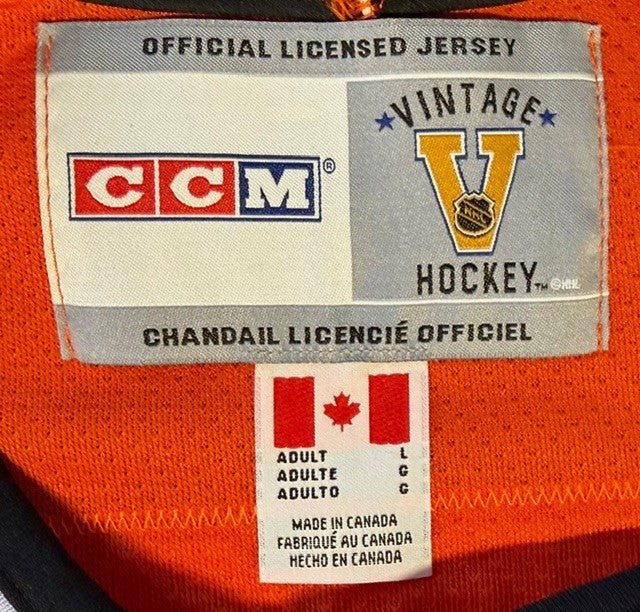 OFFICIAL LICENSED JERSEY
CCM®
VINTAGE
V
NHL
HOCKEY™ ©NHL
CHANDAIL LICENCIÉ OFFICIEL
ADULT L
ADULTE G
ADULTO G
MADE IN CANADA
FABRIQUÉ AU CANADA
HECHO EN CANADA